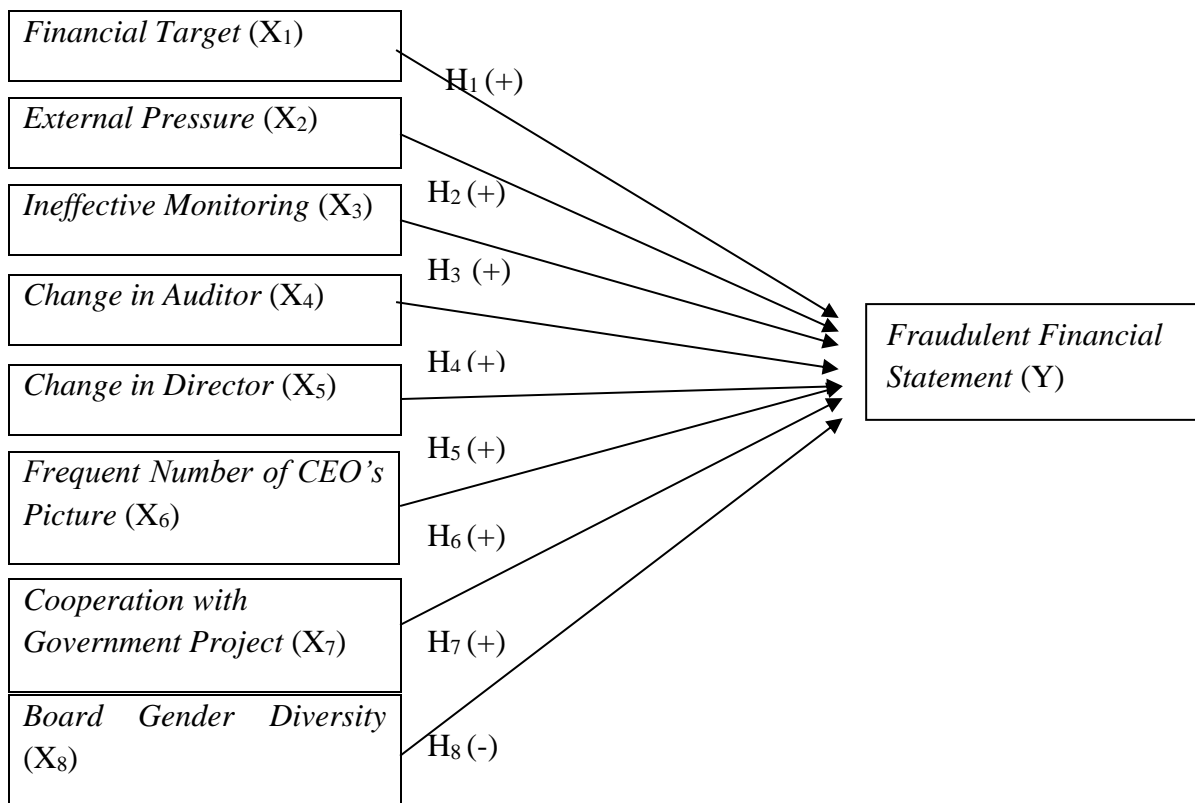 Financial Target (X₁)
H₁ (+)
External Pressure (X₂)
H₂ (+)
Ineffective Monitoring (X₃)
H₃ (+)
Change in Auditor (X₄)
Fraudulent Financial
Statement (Y)
H₄ (+)
Change in Director (X₅)
H₅ (+)
Frequent Number of CEO's
Picture (X₆)
H₆ (+)
Cooperation with
Government Project (X₇)
H₇ (+)
Board Gender Diversity
(X₈)
H₈ (-)